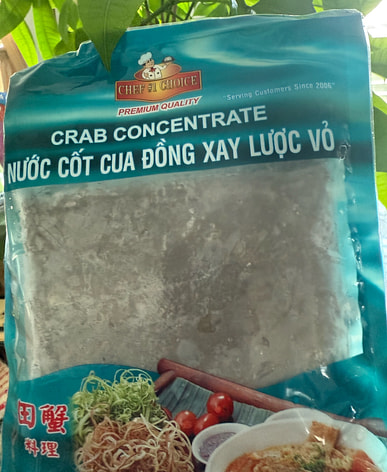 CHEF #1 CHOICE
PREMIUM QUALITY
"Serving Customers Since 2006"
CRAB CONCENTRATE
NƯỚC CỐT CUA ĐỒNG XAY LƯỢC VỎ
田蟹
料理